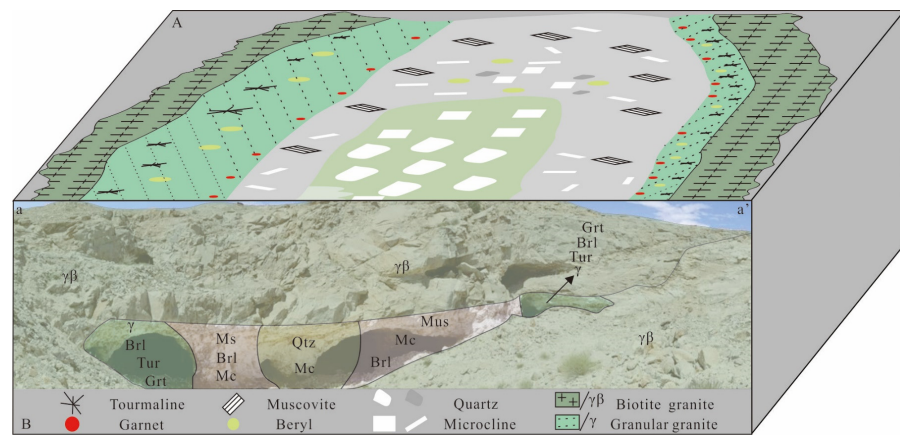 A
a
a'
Grt
Brl
Tur
γ
γβ
γβ
γ
Brl
Tur
Grt
Ms
Brl
Mc
Qtz
Mc
Mus
Mc
Brl
γβ
B
Tourmaline
Muscovite
Quartz
/γβ Biotite granite
Garnet
Beryl
Microcline
/γ Granular granite